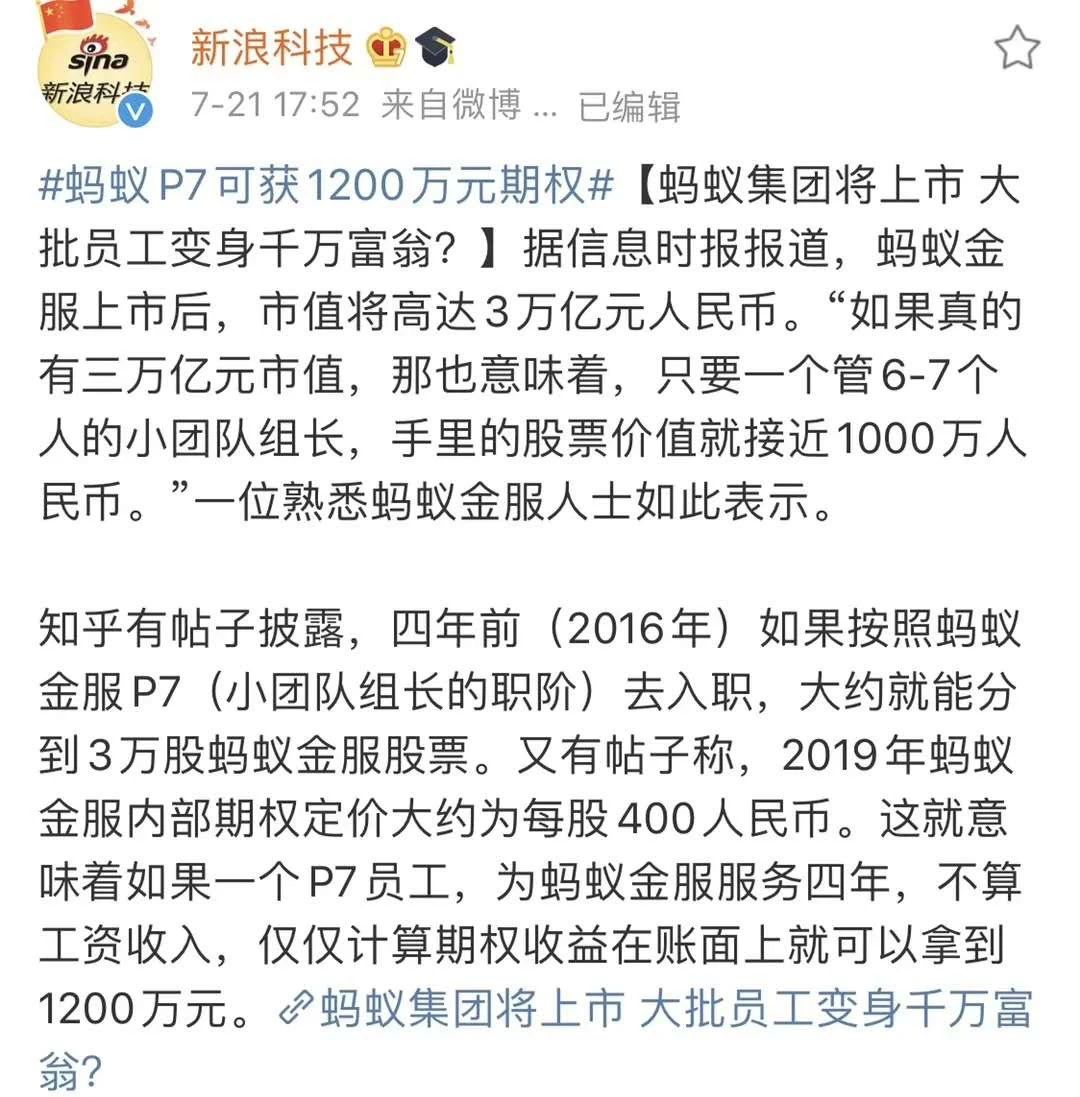 sina
新浪科技
新浪科技
7-21 17:52 来自微博 ... 已编辑
#蚂蚁P7可获1200万元期权#【蚂蚁集团将上市 大
批员工变身千万富翁？】据信息时报报道，蚂蚁金
服上市后，市值将高达3万亿元人民币。“如果真的
有三万亿元市值，那也意味着，只要一个管6-7个
人的小团队组长，手里的股票价值就接近1000万人
民币。”一位熟悉蚂蚁金服人士如此表示。
知乎有帖子披露，四年前（2016年）如果按照蚂蚁
金服P7（小团队组长的职阶）去入职，大约就能分
到3万股蚂蚁金服股票。又有帖子称，2019年蚂蚁
金服内部期权定价大约为每股400人民币。这就意
味着如果一个P7员工，为蚂蚁金服服务四年，不算
工资收入，仅仅计算期权收益在账面上就可以拿到
1200万元。蚂蚁集团将上市 大批员工变身千万富
翁？